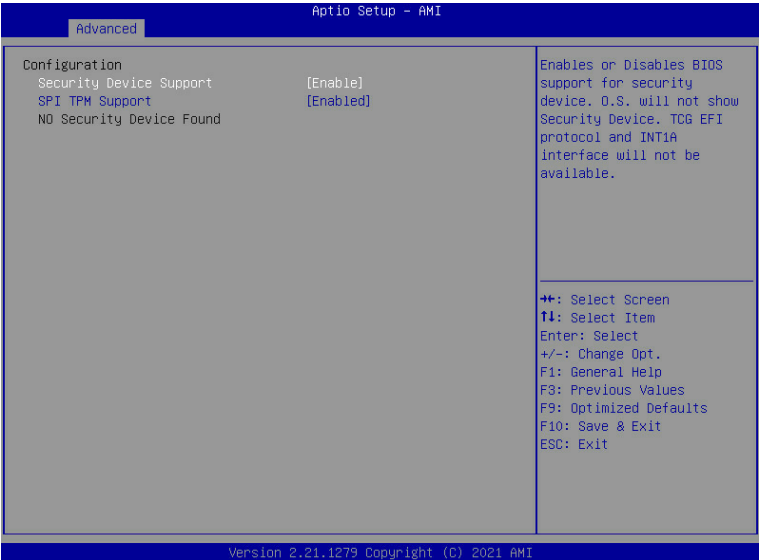 Aptio Setup – AMI
Advanced
Configuration
Security Device Support [Enable]
SPI TPM Support [Enabled]
NO Security Device Found
Enables or Disables BIOS
support for security
device. O.S. will not show
Security Device. TCG EFI
protocol and INT1A
interface will not be
available.
→←: Select Screen
↑↓: Select Item
Enter: Select
+/-: Change Opt.
F1: General Help
F3: Previous Values
F9: Optimized Defaults
F10: Save & Exit
ESC: Exit
Version 2.21.1279 Copyright (C) 2021 AMI